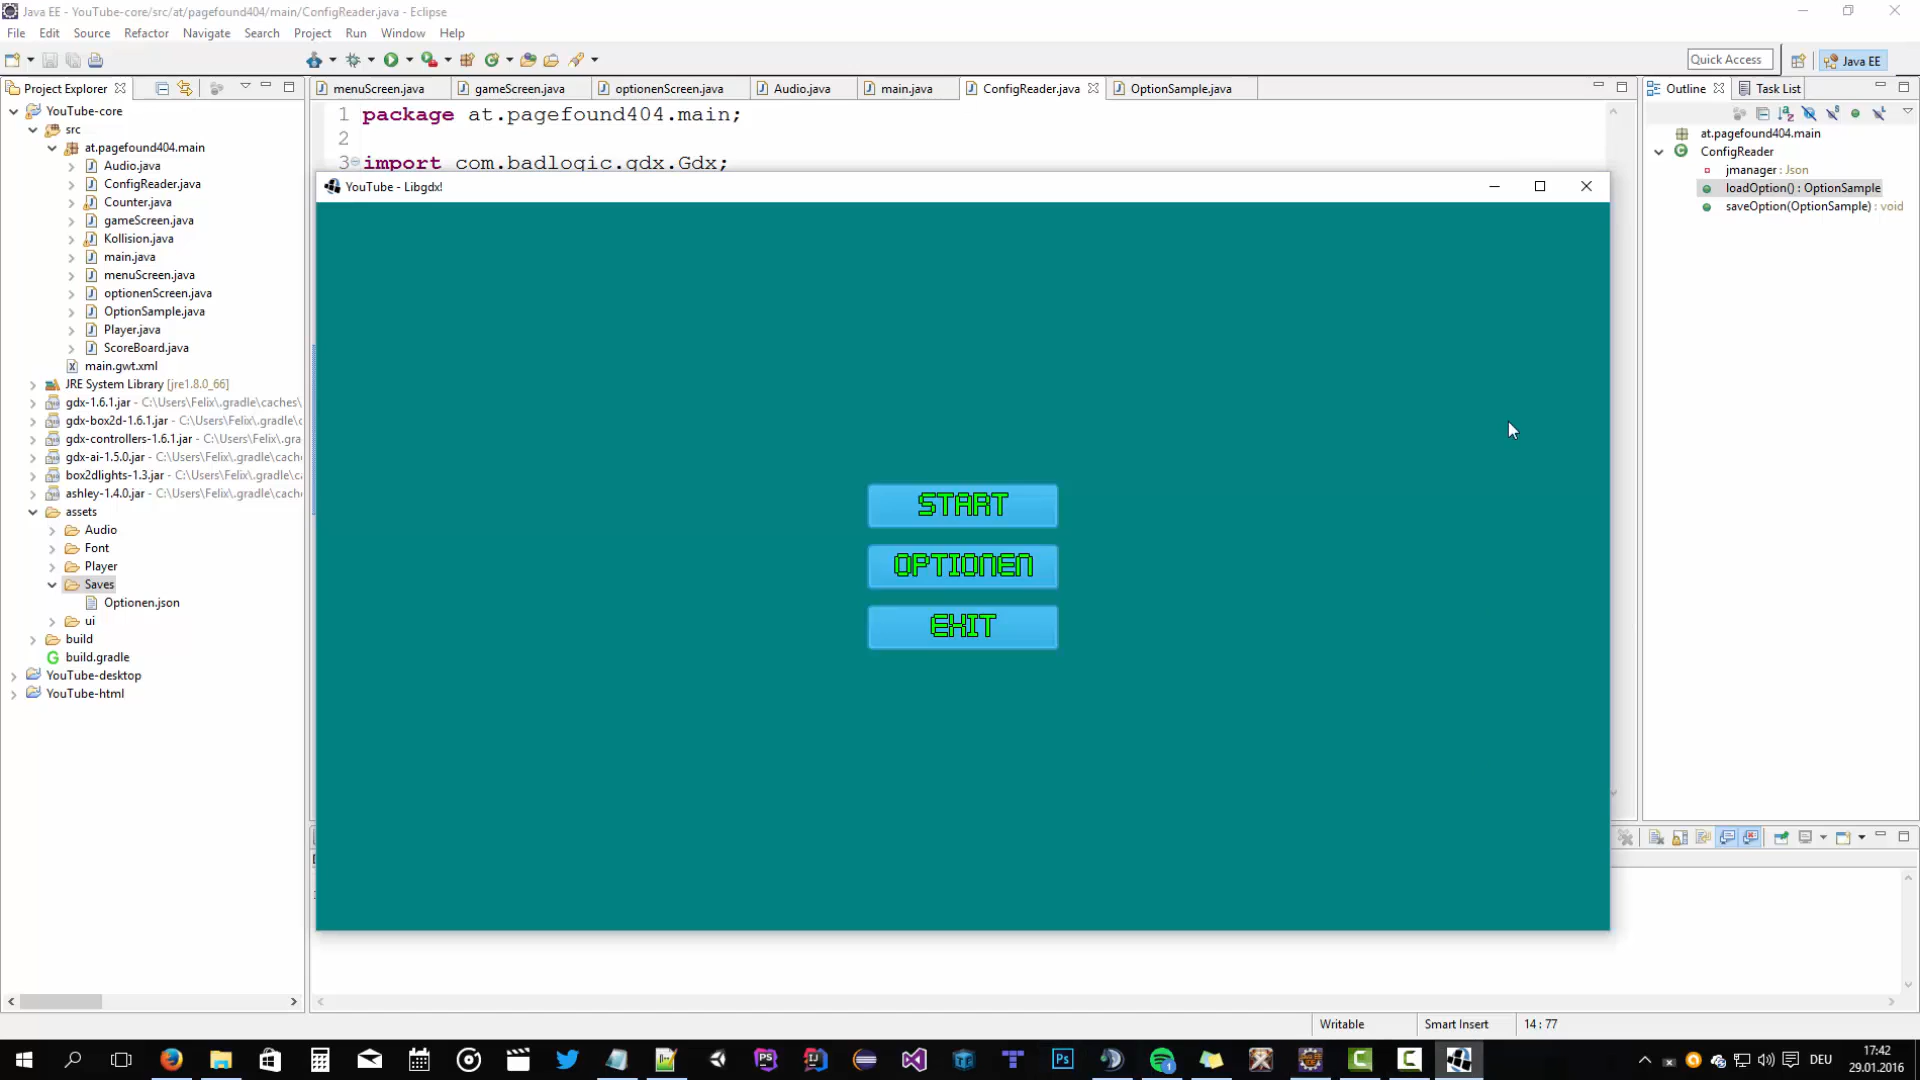 Java EE - YouTube-core/src/at/pagefound404/main/ConfigReader.java - Eclipse
File Edit Source Refactor Navigate Search Project Run Window Help
Quick Access
Java EE
Project Explorer
menuScreen.java
gameScreen.java
optionenScreen.java
Audio.java
main.java
ConfigReader.java
OptionSample.java
Outline
Task List
YouTube-core
src
at.pagefound404.main
Audio.java
ConfigReader.java
Counter.java
gameScreen.java
Kollision.java
main.java
menuScreen.java
optionenScreen.java
OptionSample.java
Player.java
ScoreBoard.java
main.gwt.xml
JRE System Library [jre1.8.0_66]
gdx-1.6.1.jar - C:\Users\Felix\.gradle\caches\
gdx-box2d-1.6.1.jar - C:\Users\Felix\.gradle\c
gdx-controllers-1.6.1.jar - C:\Users\Felix\.gra
gdx-ai-1.5.0.jar - C:\Users\Felix\.gradle\cach
box2dlights-1.3.jar - C:\Users\Felix\.gradle\ca
ashley-1.4.0.jar - C:\Users\Felix\.gradle\cache
assets
Audio
Font
Player
Saves
Optionen.json
ui
build
build.gradle
YouTube-desktop
YouTube-html
1 package at.pagefound404.main;
2
3 import com.badlogic.gdx.Gdx;
YouTube - Libgdx!
START
OPTIONEN
EXIT
at.pagefound404.main
ConfigReader
jmanager : Json
loadOption() : OptionSample
saveOption(OptionSample) : void
Writable
Smart Insert
14 : 77
DEU
17:42
29.01.2016